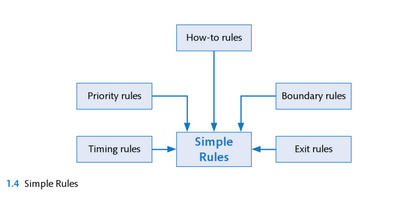 How-to rules
Priority rules
Boundary rules
Timing rules
Simple
Rules
Exit rules
1.4 Simple Rules